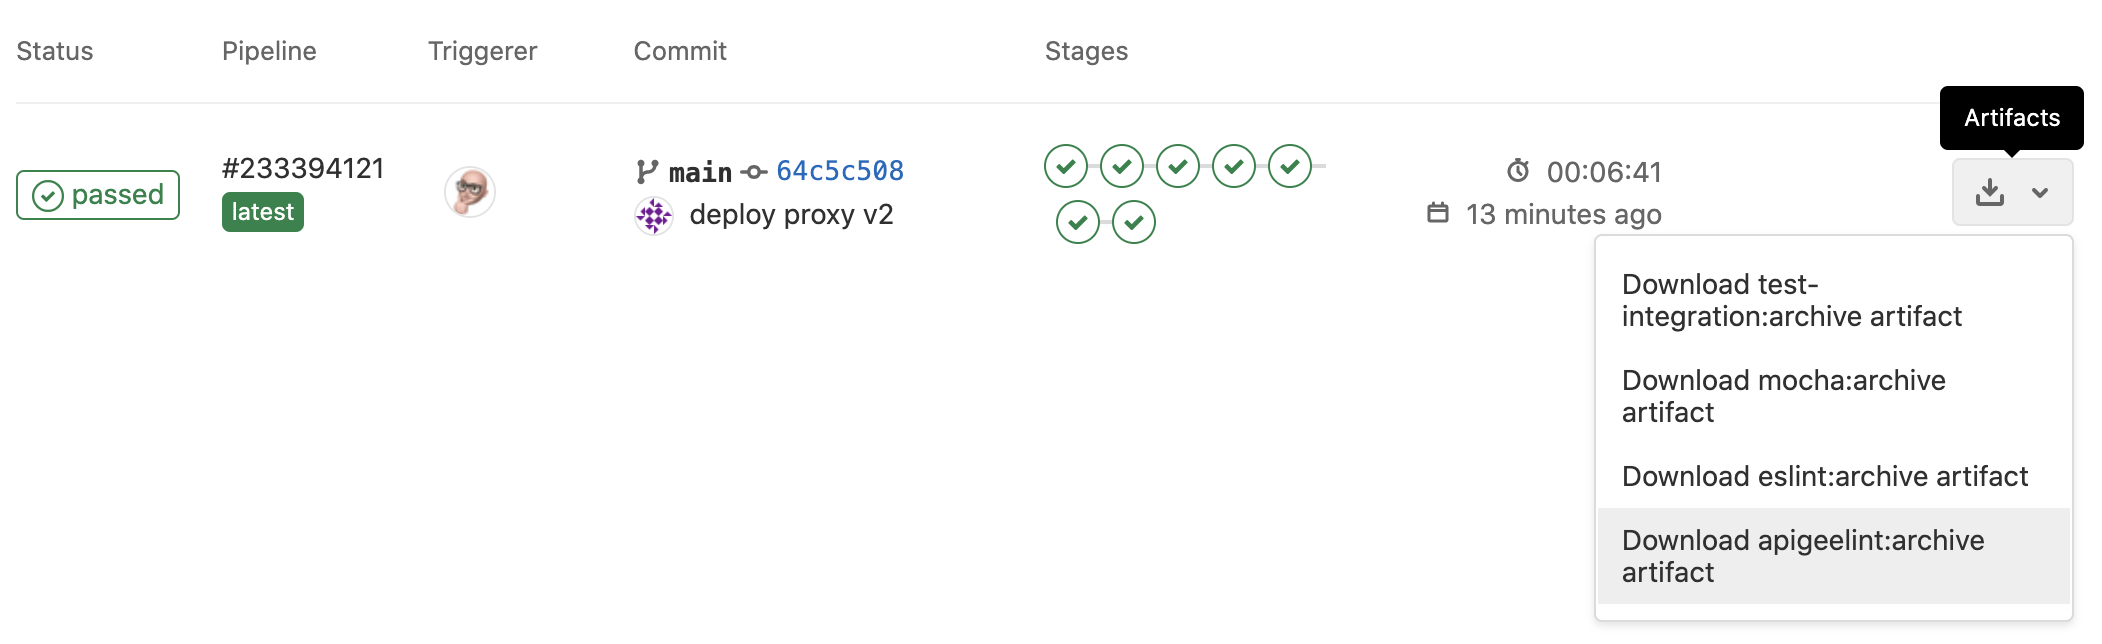 Status Pipeline Triggerer Commit Stages
Artifacts
passed
#233394121
latest
main 64c5c508
deploy proxy v2
00:06:41
13 minutes ago
Download test-
integration:archive artifact
Download mocha:archive
artifact
Download eslint:archive artifact
Download apigeelint:archive
artifact